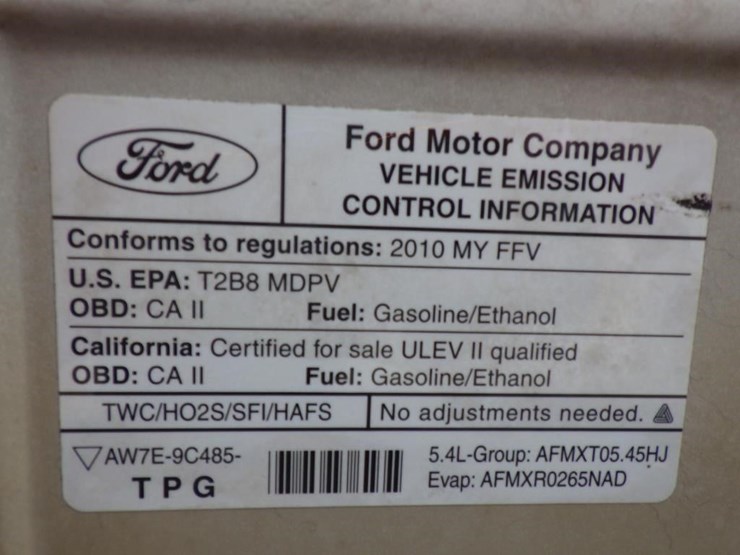 Ford
Ford Motor Company
VEHICLE EMISSION
CONTROL INFORMATION
Conforms to regulations: 2010 MY FFV
U.S. EPA: T2B8 MDPV
OBD: CA II Fuel: Gasoline/Ethanol
California: Certified for sale ULEV II qualified
OBD: CA II Fuel: Gasoline/Ethanol
TWC/HO2S/SFI/HAFS No adjustments needed.
AW7E-9C485-
TPG
5.4L-Group: AFMXT05.45HJ
Evap: AFMXR0265NAD